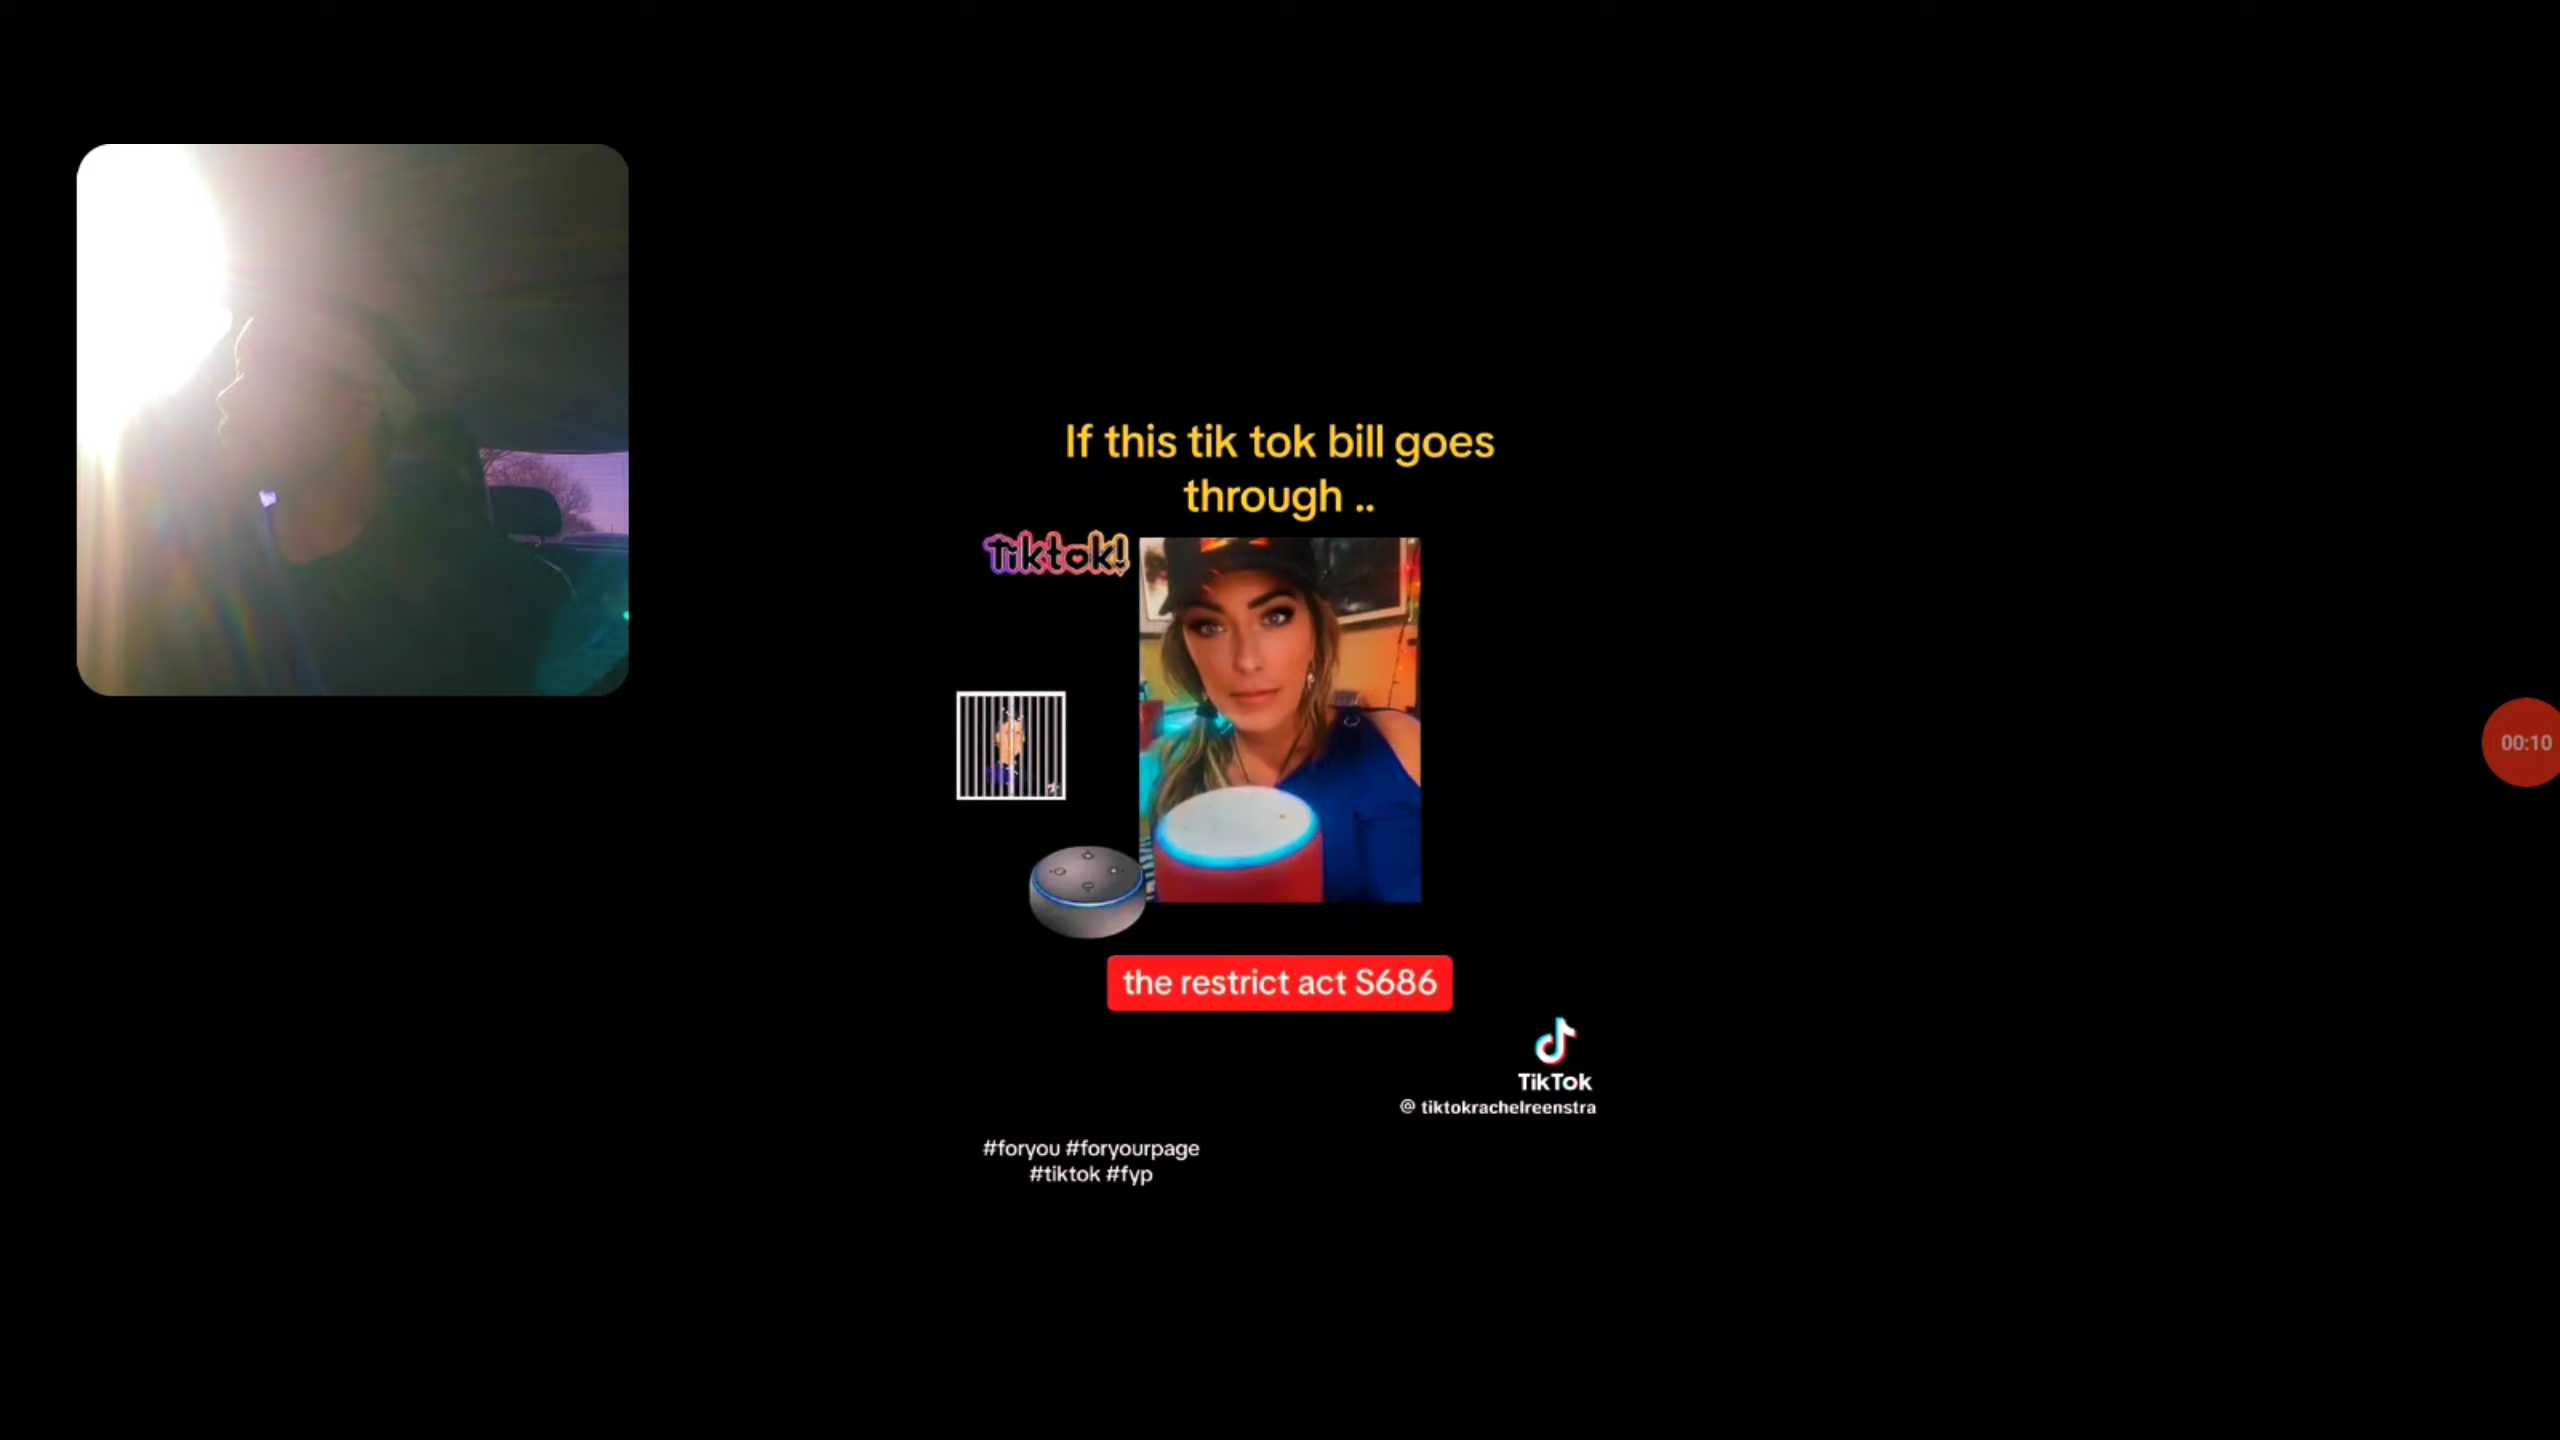 If this tik tok bill goes
through ..
Tiktok!
00:10
the restrict act S686
TikTok
@ tiktokrachelreenstra
#foryou #foryourpage
#tiktok #fyp